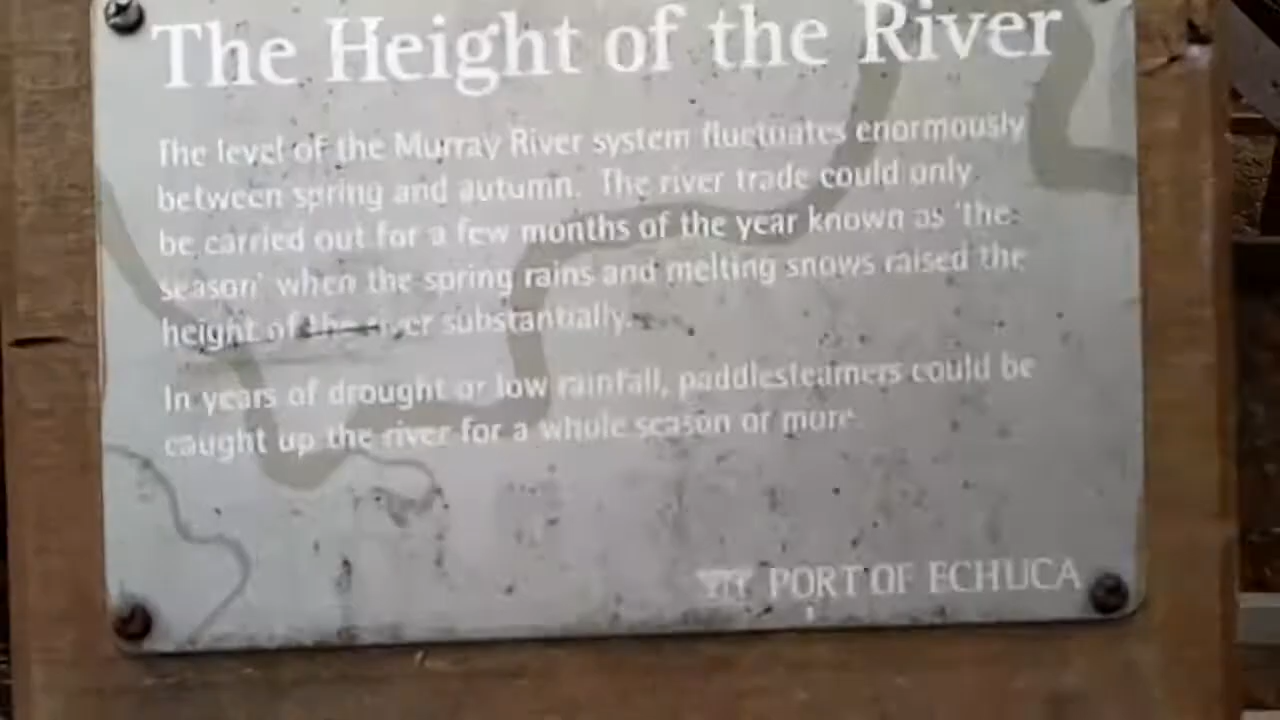 The Height of the River
The level of the Murray River system fluctuates enormously
between spring and autumn. The river trade could only
be carried out for a few months of the year known as 'the
season' when the spring rains and melting snows raised the
height of the river substantially.
In years of drought or low rainfall, paddlesteamers could be
caught up the river for a whole season or more.
PORT OF ECHUCA